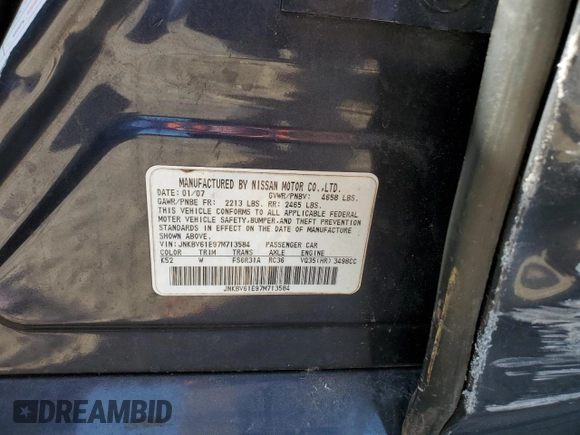 MANUFACTURED BY NISSAN MOTOR CO.,LTD.
DATE: 01/07 GVWR/PNBV: 4658 LBS.
GAWR/PNBE FR: 2213 LBS. RR: 2465 LBS.
THIS VEHICLE CONFORMS TO ALL APPLICABLE FEDERAL
MOTOR VEHICLE SAFETY,BUMPER,AND THEFT PREVENTION
STANDARDS IN EFFECT ON THE DATE OF MANUFACTURE
SHOWN ABOVE.
VIN:JNKBV61E97M713584 PASSENGER CAR
COLOR TRIM TRANS AXLE ENGINE
K52 W FS6R31A RC36 VQ35(HR)3498CC
JNKBV61E97M713584
DREAMBID